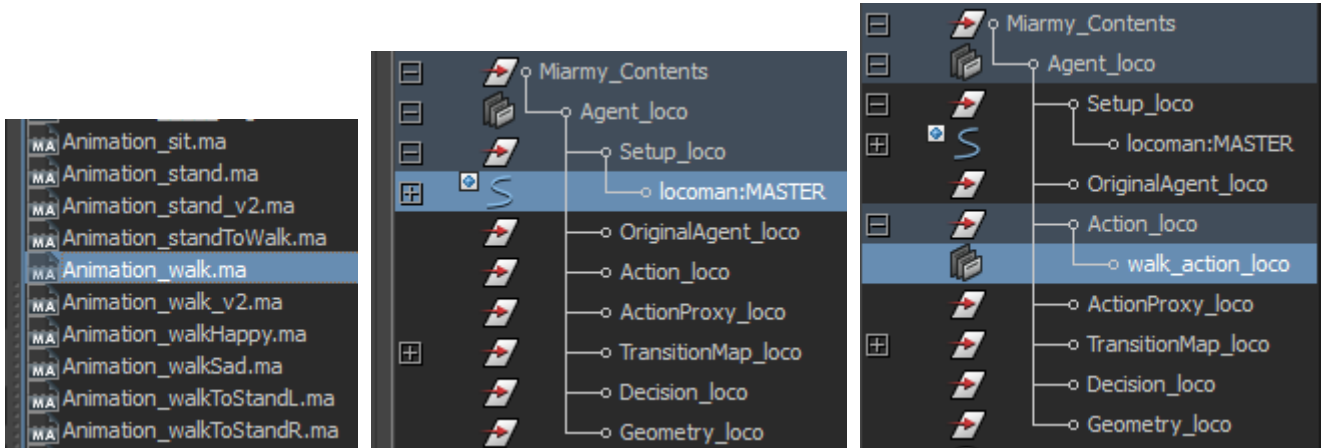 Animation_sit.ma
Animation_stand.ma
Animation_stand_v2.ma
Animation_standToWalk.ma
Animation_walk.ma
Animation_walk_v2.ma
Animation_walkHappy.ma
Animation_walkSad.ma
Animation_walkToStandL.ma
Animation_walkToStandR.ma
Miarmy_Contents
Agent_loco
Setup_loco
locoman:MASTER
OriginalAgent_loco
Action_loco
ActionProxy_loco
TransitionMap_loco
Decision_loco
Geometry_loco
Miarmy_Contents
Agent_loco
Setup_loco
locoman:MASTER
OriginalAgent_loco
Action_loco
walk_action_loco
ActionProxy_loco
TransitionMap_loco
Decision_loco
Geometry_loco